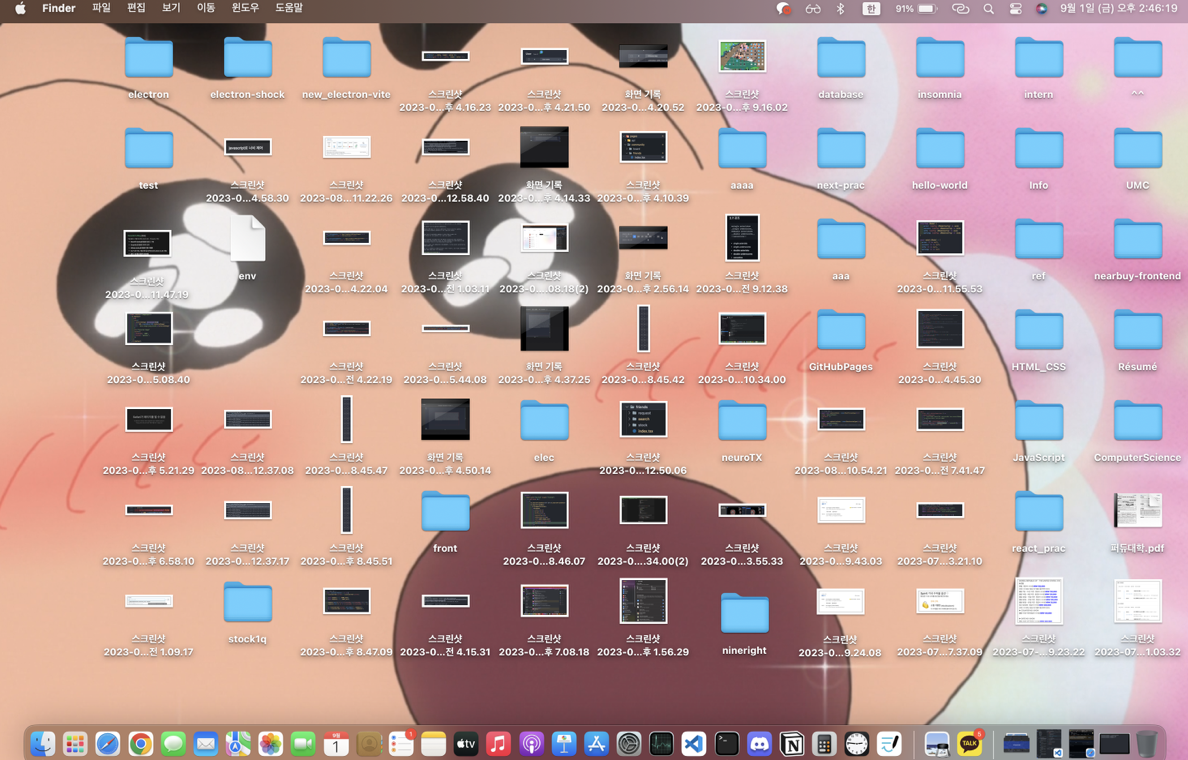 Finder 파일 편집 보기 이동 윈도우 도움말
한 91% 9월 1일 (금) 오후 2:46:19
electron
electron-shock
new_electron-vite
스크린샷
2023-0...후 4.16.23
스크린샷
2023-0...후 4.21.50
화면 기록
2023-0...후 4.20.52
스크린샷
2023-0...후 9.16.02
database
insomnia
intern
^^
test
스크린샷
2023-0...4.58.30
스크린샷
2023-08...11.22.26
스크린샷
2023-0...12.58.40
화면 기록
2023-0...후 4.14.33
스크린샷
2023-0...후 4.10.39
aaaa
next-prac
hello-world
Info
UMC
스크린샷
2023-0...11.47.19
env
스크린샷
2023-0...4.22.04
스크린샷
2023-0...전 1.03.11
스크린샷
2023-0....08.18(2)
화면 기록
2023-0...후 2.56.14
스크린샷
2023-0...전 9.12.38
aaa
스크린샷
2023-0...11.55.53
ref
nearbuy-frontend
스크린샷
2023-0...5.08.40
스크린샷
2023-0...전 4.22.19
스크린샷
2023-0...5.44.08
화면 기록
2023-0...후 4.37.25
스크린샷
2023-0...8.45.42
스크린샷
2023-0...10.34.00
GitHubPages
스크린샷
2023-0...4.45.30
HTML_CSS
Résumé
스크린샷
2023-0...후 5.21.29
스크린샷
2023-08...12.37.08
스크린샷
2023-0...8.45.47
화면 기록
2023-0...4.50.14
elec
스크린샷
2023-0...12.50.06
neuroTX
스크린샷
2023-08...10.54.21
스크린샷
2023-0...전 7.41.47
JavaScript
ComputerScience
스크린샷
2023-0...후 6.58.10
스크린샷
2023-0...12.37.17
스크린샷
2023-0...후 8.45.51
front
스크린샷
2023-0...8.46.07
스크린샷
2023-0....34.00(2)
스크린샷
2023-0...3.55.33
스크린샷
2023-0...9.43.03
스크린샷
2023-07...3.21.10
react_prac
퍼듀대학.pdf
스크린샷
2023-0...전 1.09.17
stock1q
스크린샷
2023-0...후 8.47.09
스크린샷
2023-0...전 4.15.31
스크린샷
2023-0...후 7.08.18
스크린샷
2023-0...후 1.56.29
nineright
스크린샷
2023-0...9.24.08
스크린샷
2023-07...7.37.09
스크린샷
2023-07-...9.23.22
스크린샷
2023-07...1.03.32
9월
1
1
tv
TALK
5